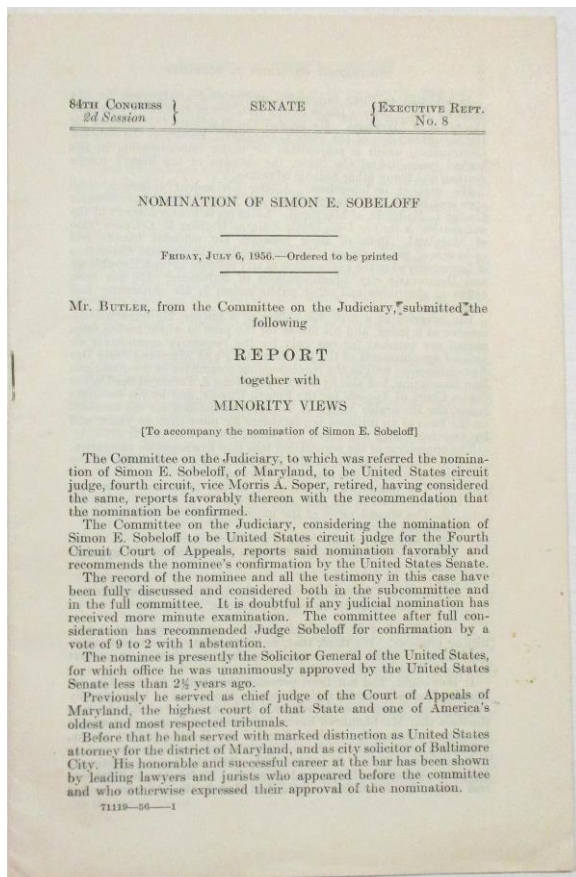 84TH CONGRESS } SENATE { EXECUTIVE REPT.
2d Session } { No. 8
NOMINATION OF SIMON E. SOBELOFF
FRIDAY, JULY 6, 1956.—Ordered to be printed
Mr. BUTLER, from the Committee on the Judiciary, submitted the
following
REPORT
together with
MINORITY VIEWS
[To accompany the nomination of Simon E. Sobeloff]
The Committee on the Judiciary, to which was referred the nomina-
tion of Simon E. Sobeloff, of Maryland, to be United States circuit
judge, fourth circuit, vice Morris A. Soper, retired, having considered
the same, reports favorably thereon with the recommendation that
the nomination be confirmed.
The Committee on the Judiciary, considering the nomination of
Simon E. Sobeloff to be United States circuit judge for the Fourth
Circuit Court of Appeals, reports said nomination favorably and
recommends the nominee's confirmation by the United States Senate.
The record of the nominee and all the testimony in this case have
been fully discussed and considered both in the subcommittee and
in the full committee. It is doubtful if any judicial nomination has
received more minute examination. The committee after full con-
sideration has recommended Judge Sobeloff for confirmation by a
vote of 9 to 2 with 1 abstention.
The nominee is presently the Solicitor General of the United States,
for which office he was unanimously approved by the United States
Senate less than 2½ years ago.
Previously he served as chief judge of the Court of Appeals of
Maryland, the highest court of that State and one of America's
oldest and most respected tribunals.
Before that he had served with marked distinction as United States
attorney for the district of Maryland, and as city solicitor of Baltimore
City. His honorable and successful career at the bar has been shown
by leading lawyers and jurists who appeared before the committee
and who otherwise expressed their approval of the nomination.
71119—56——1